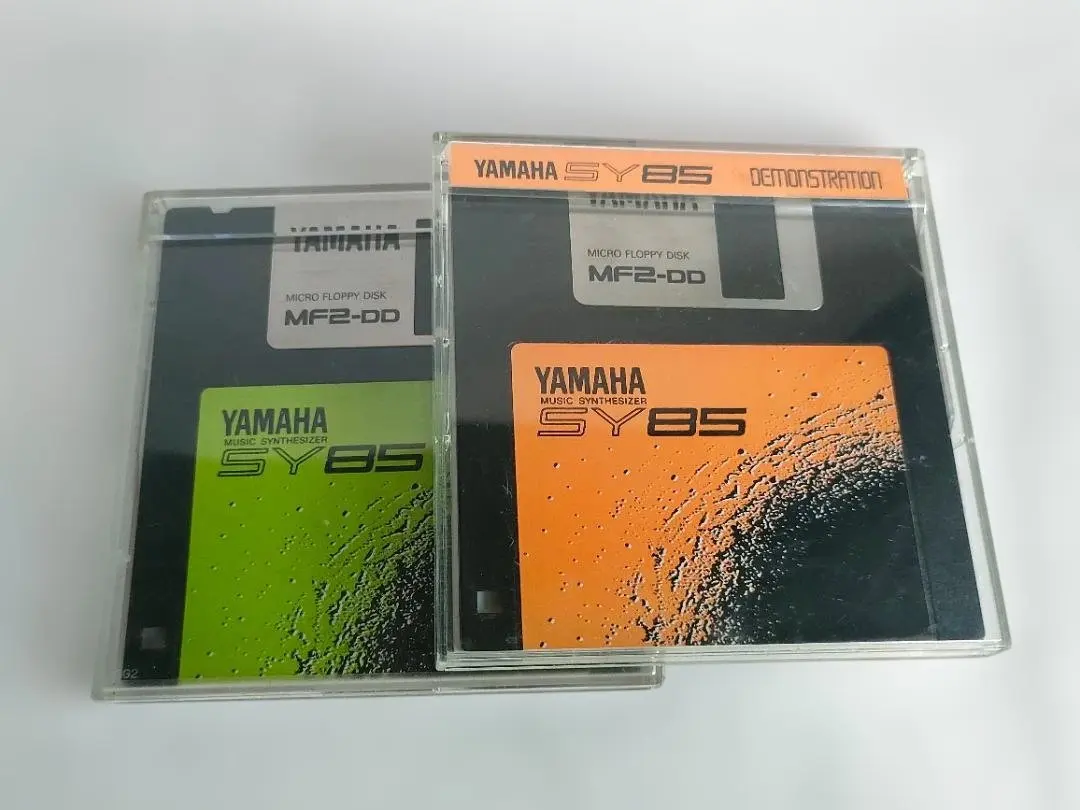 YAMAHA
MICRO FLOPPY DISK
MF2-DD
YAMAHA
MUSIC SYNTHESIZER
SY85
YAMAHA SY85 DEMONSTRATION
YAMAHA
MICRO FLOPPY DISK
MF2-DD
YAMAHA
MUSIC SYNTHESIZER
SY85